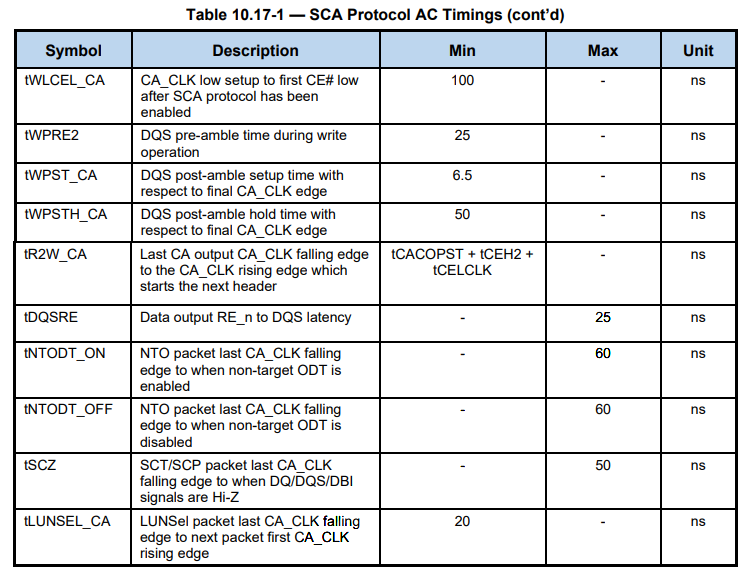 Table 10.17-1 — SCA Protocol AC Timings (cont’d)
Symbol Description Min Max Unit
tWLCEL_CA CA_CLK low setup to first CE# low 100 - ns
after SCA protocol has been
enabled
tWPRE2 DQS pre-amble time during write 25 - ns
operation
tWPST_CA DQS post-amble setup time with 6.5 - ns
respect to final CA_CLK edge
tWPSTH_CA DQS post-amble hold time with 50 - ns
respect to final CA_CLK edge
tR2W_CA Last CA output CA_CLK falling edge tCACOPST + tCEH2 + - ns
to the CA_CLK rising edge which tCELCLK
starts the next header
tDQSRE Data output RE_n to DQS latency - 25 ns
tNTODT_ON NTO packet last CA_CLK falling - 60 ns
edge to when non-target ODT is
enabled
tNTODT_OFF NTO packet last CA_CLK falling - 60 ns
edge to when non-target ODT is
disabled
tSCZ SCT/SCP packet last CA_CLK - 50 ns
falling edge to when DQ/DQS/DBI
signals are Hi-Z
tLUNSEL_CA LUNSel packet last CA_CLK falling 20 - ns
edge to next packet first CA_CLK
rising edge